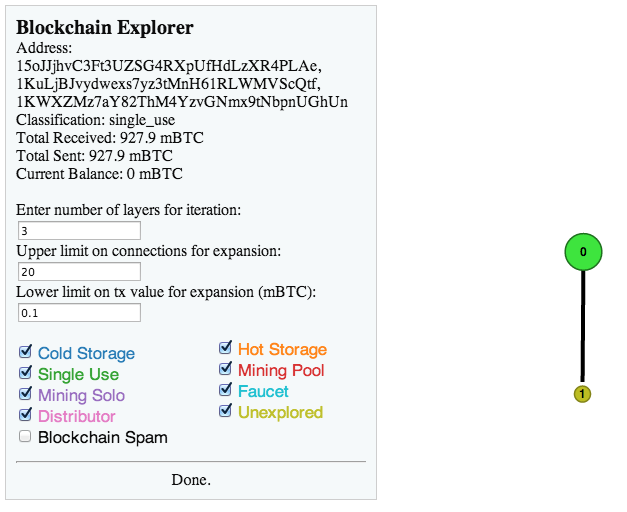 Blockchain Explorer
Address:
15oJJjhvC3Ft3UZSG4RXpUfHdLzXR4PLAe,
1KuLjBJvydwexs7yz3tMnH61RLWMVScQtf,
1KWXZMz7aY82ThM4YzvGNmx9tNbpnUGhUn
Classification: single_use
Total Received: 927.9 mBTC
Total Sent: 927.9 mBTC
Current Balance: 0 mBTC
Enter number of layers for iteration:
3
Upper limit on connections for expansion:
20
Lower limit on tx value for expansion (mBTC):
0.1
Cold Storage
Hot Storage
Single Use
Mining Pool
Mining Solo
Faucet
Distributor
Unexplored
Blockchain Spam
Done.
0
1